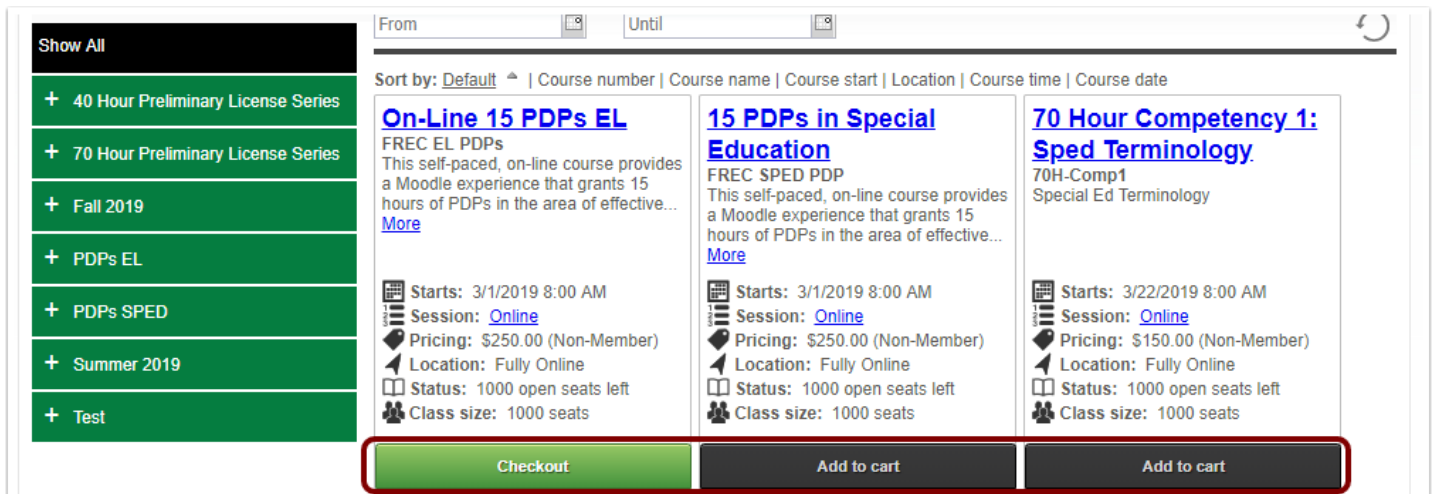 Show All
+ 40 Hour Preliminary License Series
+ 70 Hour Preliminary License Series
+ Fall 2019
+ PDPs EL
+ PDPs SPED
+ Summer 2019
+ Test
From
Until
Sort by: Default | Course number | Course name | Course start | Location | Course time | Course date
On-Line 15 PDPs EL
FREC EL PDPs
This self-paced, on-line course provides
a Moodle experience that grants 15
hours of PDPs in the area of effective...
More
Starts: 3/1/2019 8:00 AM
Session: Online
Pricing: $250.00 (Non-Member)
Location: Fully Online
Status: 1000 open seats left
Class size: 1000 seats
Checkout
15 PDPs in Special
Education
FREC SPED PDP
This self-paced, on-line course provides
a Moodle experience that grants 15
hours of PDPs in the area of effective...
More
Starts: 3/1/2019 8:00 AM
Session: Online
Pricing: $250.00 (Non-Member)
Location: Fully Online
Status: 1000 open seats left
Class size: 1000 seats
Add to cart
70 Hour Competency 1:
Sped Terminology
70H-Comp1
Special Ed Terminology
Starts: 3/22/2019 8:00 AM
Session: Online
Pricing: $150.00 (Non-Member)
Location: Fully Online
Status: 1000 open seats left
Class size: 1000 seats
Add to cart